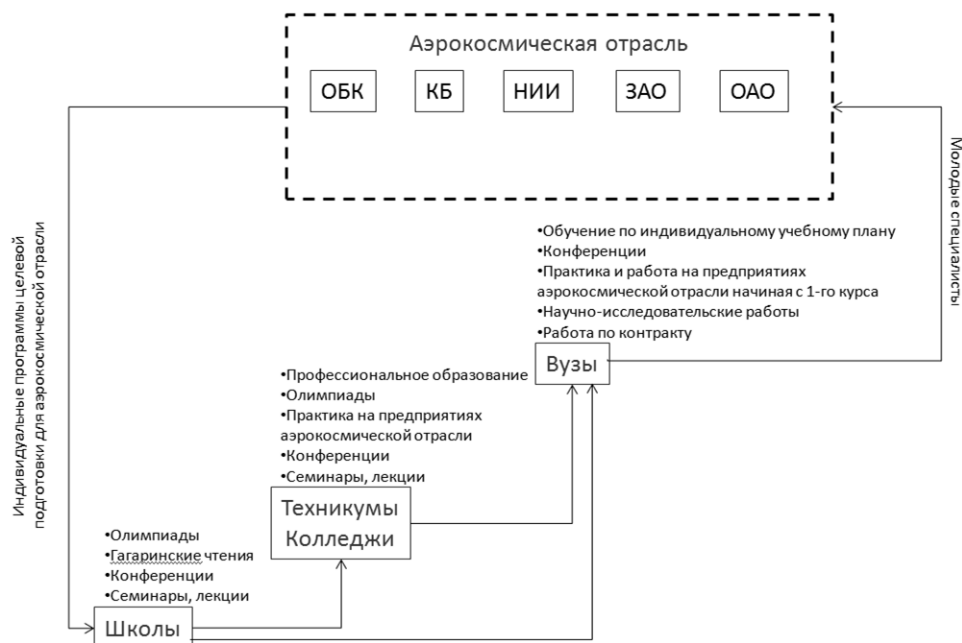 Аэрокосмическая отрасль
ОБК
КБ
НИИ
ЗАО
ОАО
Индивидуальные программы целевой
подготовки для аэрокосмической отрасли
Молодые специалисты
•Обучение по индивидуальному учебному плану
•Конференции
•Практика и работа на предприятиях
аэрокосмической отрасли начиная с 1-го курса
•Научно-исследовательские работы
•Работа по контракту
Вузы
•Профессиональное образование
•Олимпиады
•Практика на предприятиях
аэрокосмической отрасли
•Конференции
•Семинары, лекции
Техникумы
Колледжи
•Олимпиады
•Гагаринские чтения
•Конференции
•Семинары, лекции
Школы